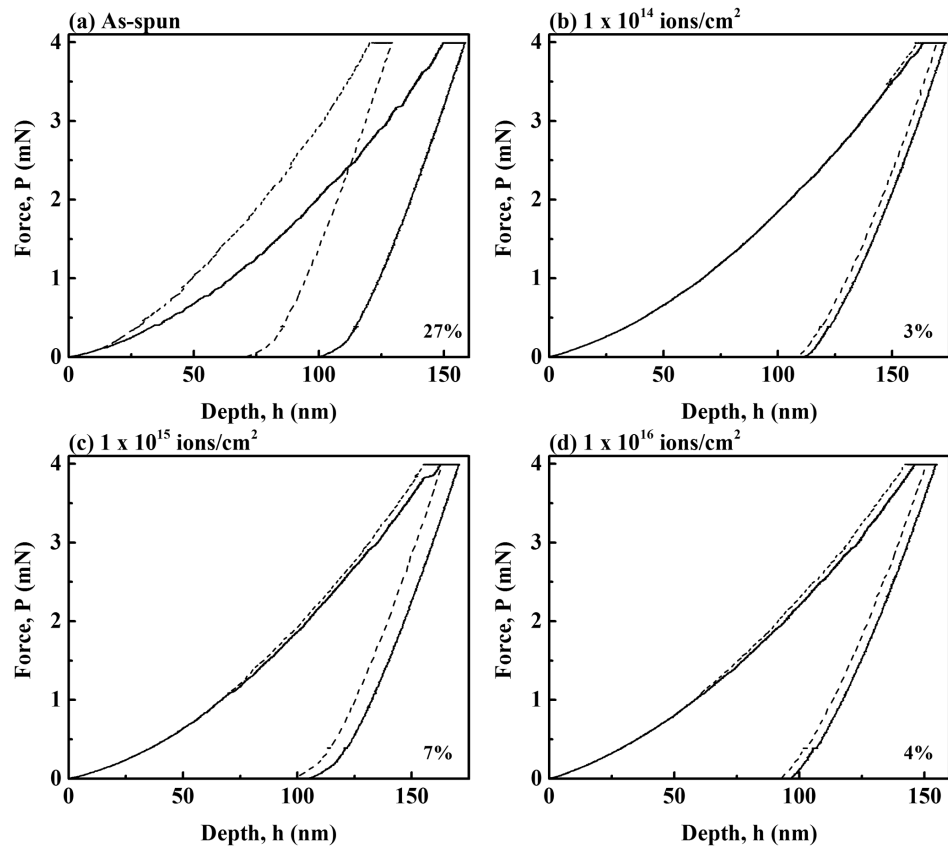 (a) As-spun
4
3
2
1
0
Force, P (mN)
27%
0 50 100 150
Depth, h (nm)
(b) 1 x 10¹⁴ ions/cm²
4
3
2
1
0
Force, P (mN)
3%
0 50 100 150
Depth, h (nm)
(c) 1 x 10¹⁵ ions/cm²
4
3
2
1
0
Force, P (mN)
7%
0 50 100 150
Depth, h (nm)
(d) 1 x 10¹⁶ ions/cm²
4
3
2
1
0
Force, P (mN)
4%
0 50 100 150
Depth, h (nm)